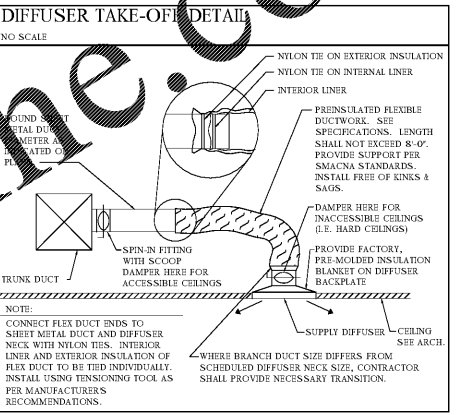 DIFFUSER TAKE-OFF DETAIL
NO SCALE
NYLON TIE ON EXTERIOR INSULATION
NYLON TIE ON INTERNAL LINER
INTERIOR LINER
PREINSULATED FLEXIBLE
DUCTWORK. SEE
SPECIFICATIONS. LENGTH
SHALL NOT EXCEED 8'-0".
PROVIDE SUPPORT PER
SMACNA STANDARDS.
INSTALL FREE OF KINKS &
SAGS.
METAL DUCT
DAMPER HERE FOR
INACCESSIBLE CEILINGS
(I.E. HARD CEILINGS)
SPIN-IN FITTING
WITH SCOOP
DAMPER HERE FOR
ACCESSIBLE CEILINGS
PROVIDE FACTORY,
PRE-MOLDED INSULATION
BLANKET ON DIFFUSER
BACKPLATE
TRUNK DUCT
SUPPLY DIFFUSER
CEILING
SEE ARCH.
WHERE BRANCH DUCT SIZE DIFFERS FROM
SCHEDULED DIFFUSER NECK SIZE, CONTRACTOR
SHALL PROVIDE NECESSARY TRANSITION.
NOTE:
CONNECT FLEX DUCT ENDS TO
SHEET METAL DUCT AND DIFFUSER
NECK WITH NYLON TIES. INTERIOR
LINER AND EXTERIOR INSULATION OF
FLEX DUCT TO BE TIED INDIVIDUALLY.
INSTALL USING TENSIONING TOOL AS
PER MANUFACTURER'S
RECOMMENDATIONS.